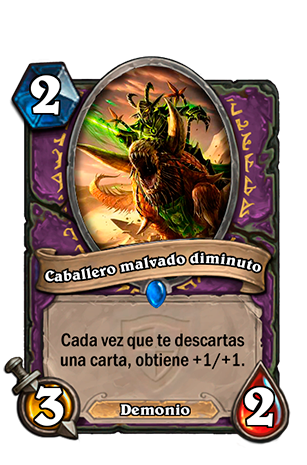 2
Caballero malvado diminuto
Cada vez que te descartas
una carta, obtiene +1/+1.
3
Demonio
2